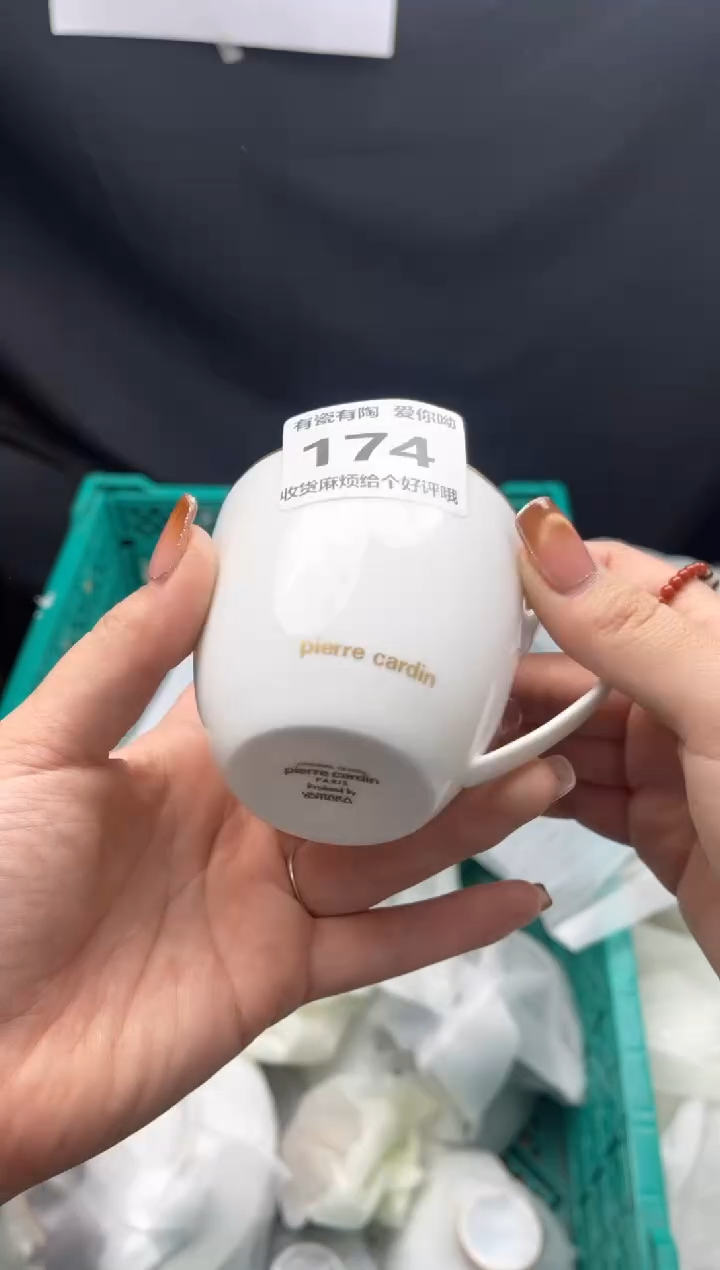 有瓷有陶 爱你呦
174
收货麻烦给个好评哦
pierre cardin
pierre cardin
PARIS
Produced by
YAMAKA